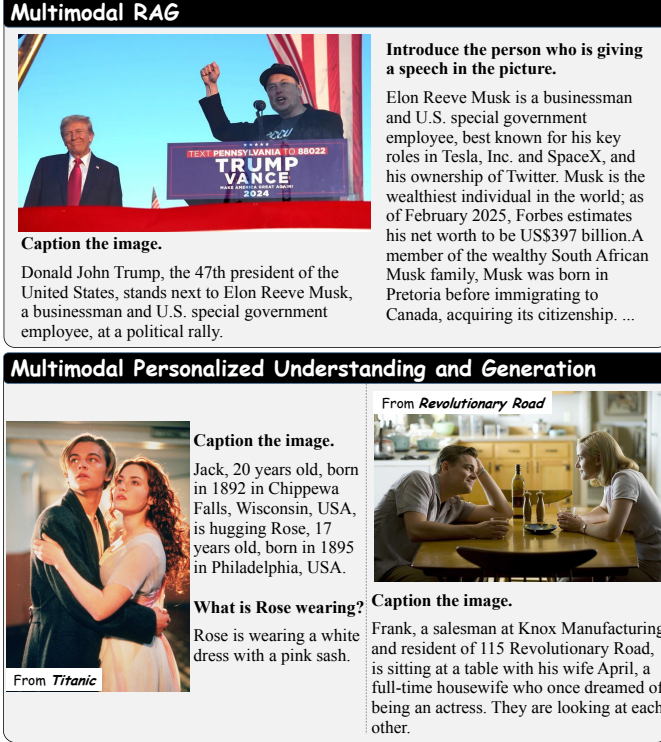 Multimodal RAG
TEXT PENNSYLVANIA TO 88022
TRUMP
VANCE
MAKE AMERICA GREAT AGAIN!
2024
Caption the image.
Donald John Trump, the 47th president of the
United States, stands next to Elon Reeve Musk,
a businessman and U.S. special government
employee, at a political rally.
Introduce the person who is giving
a speech in the picture.
Elon Reeve Musk is a businessman
and U.S. special government
employee, best known for his key
roles in Tesla, Inc. and SpaceX, and
his ownership of Twitter. Musk is the
wealthiest individual in the world; as
of February 2025, Forbes estimates
his net worth to be US$397 billion.A
member of the wealthy South African
Musk family, Musk was born in
Pretoria before immigrating to
Canada, acquiring its citizenship. ...
Multimodal Personalized Understanding and Generation
From Titanic
Caption the image.
Jack, 20 years old, born
in 1892 in Chippewa
Falls, Wisconsin, USA,
is hugging Rose, 17
years old, born in 1895
in Philadelphia, USA.
What is Rose wearing?
Rose is wearing a white
dress with a pink sash.
From Revolutionary Road
Caption the image.
Frank, a salesman at Knox Manufacturing
and resident of 115 Revolutionary Road,
is sitting at a table with his wife April, a
full-time housewife who once dreamed of
being an actress. They are looking at each
other.